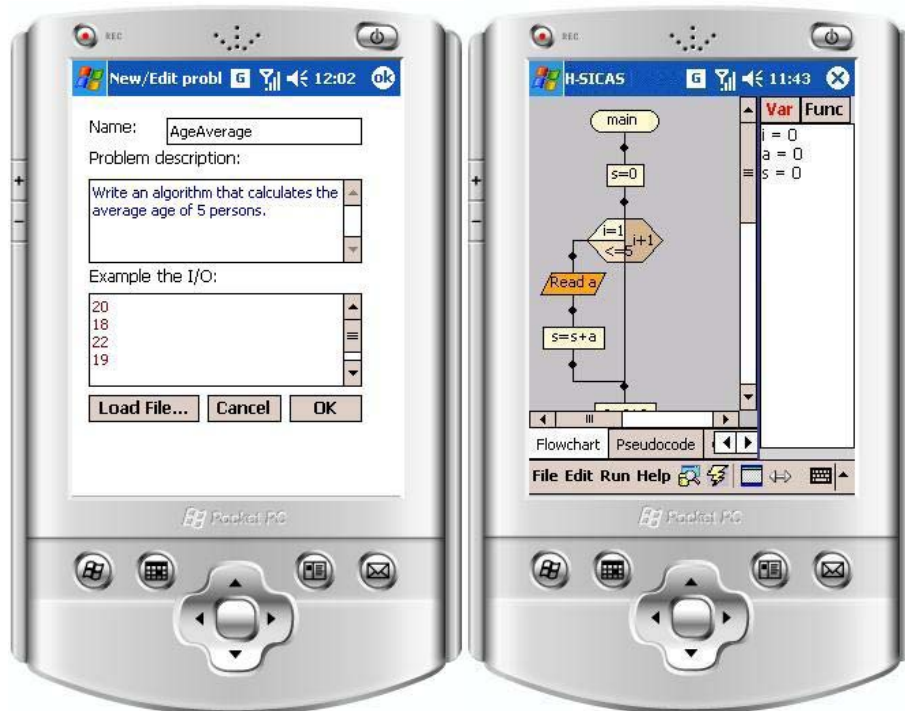 REC
New/Edit probl G 12:02 ok
Name: AgeAverage
Problem description:
Write an algorithm that calculates the
average age of 5 persons.
Example the I/O:
20
18
22
19
Load File... Cancel OK
Pocket PC
REC
H-SICAS G 11:43
Var Func
i = 0
a = 0
s = 0
main
s=0
i=1
i+1
<=5
Read a
s=s+a
Flowchart Pseudocode
File Edit Run Help
Pocket PC